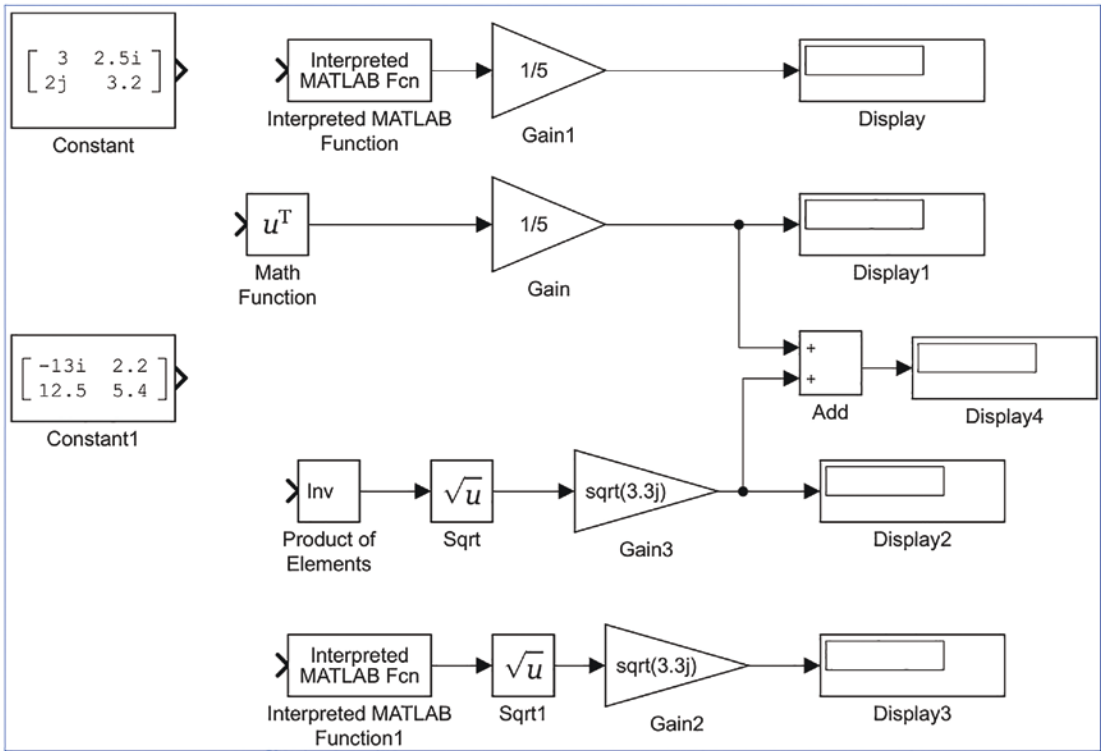 [ 3 2.5i
2j 3.2 ]
Constant
Interpreted
MATLAB Fcn
Interpreted MATLAB
Function
1/5
Gain1
Display
uᵀ
Math
Function
1/5
Gain
Display1
[ -13i 2.2
12.5 5.4 ]
Constant1
+
+
Add
Display4
Inv
Product of
Elements
√u
Sqrt
sqrt(3.3j)
Gain3
Display2
Interpreted
MATLAB Fcn
Interpreted MATLAB
Function1
√u
Sqrt1
sqrt(3.3j)
Gain2
Display3